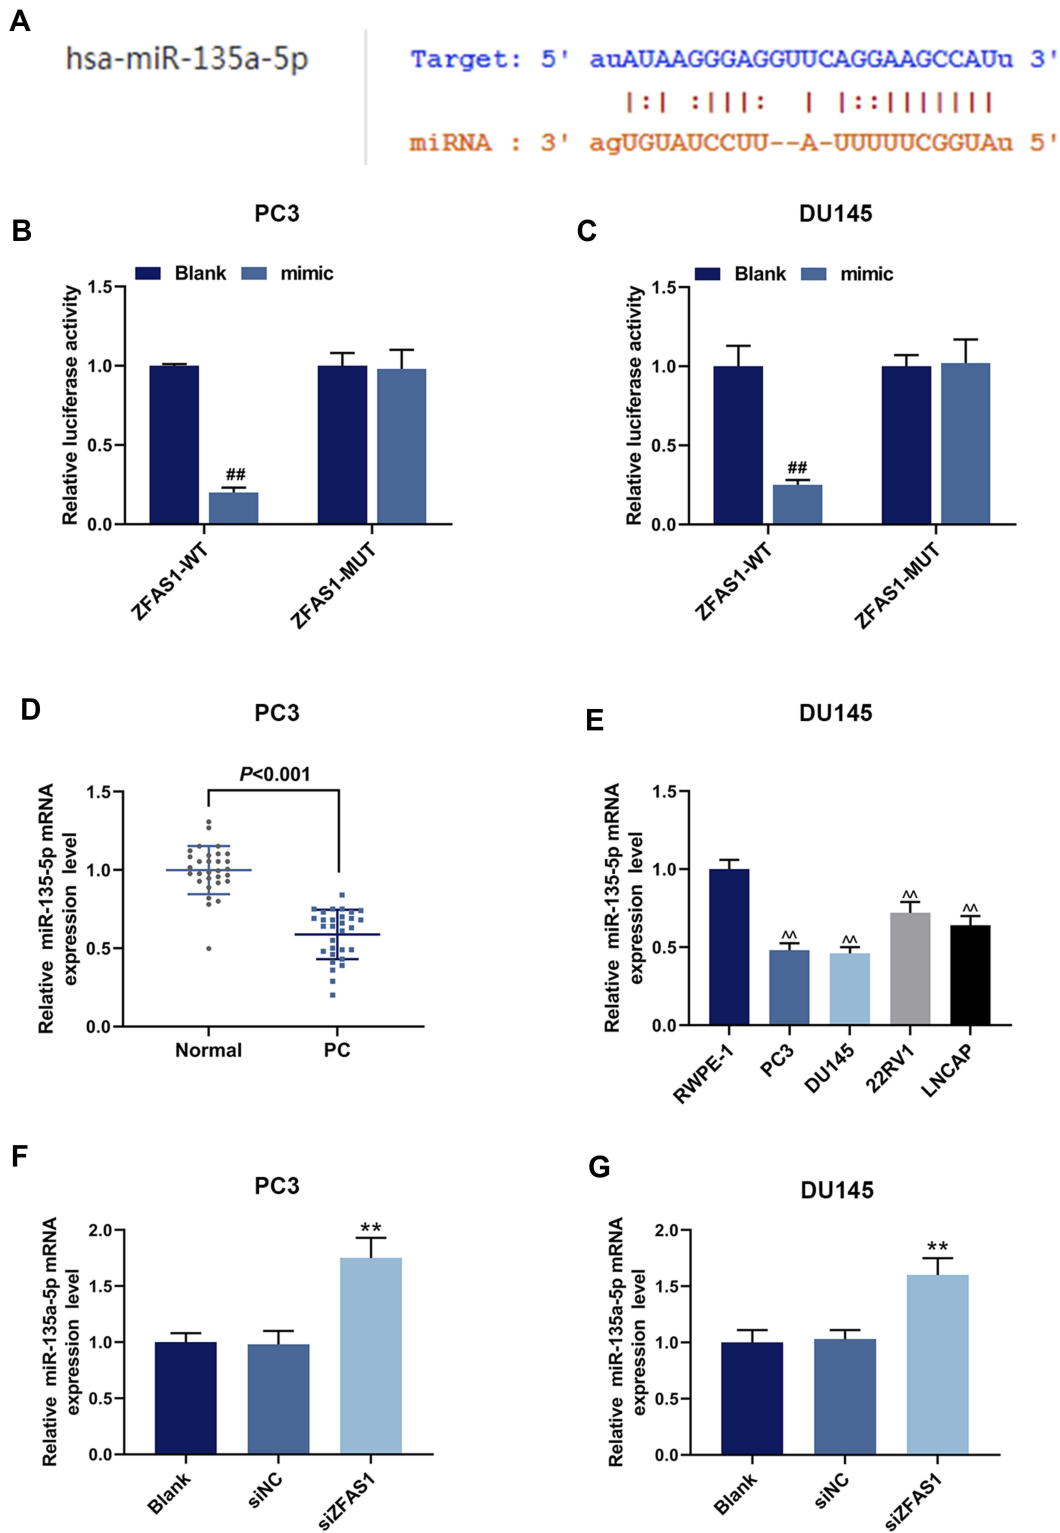 A
hsa-miR-135a-5p
Target: 5' auAUAAGGGAGGUUCAGGAAGCCAUu 3'
|:| :|||: | |::|||||||
miRNA : 3' agUGUAUCCUU--A-UUUUUCGGUAu 5'
B
PC3
Blank mimic
Relative luciferase activity
1.5
1.0
0.5
0.0
##
ZFAS1-WT
ZFAS1-MUT
C
DU145
Blank mimic
Relative luciferase activity
1.5
1.0
0.5
0.0
##
ZFAS1-WT
ZFAS1-MUT
D
PC3
Relative miR-135-5p mRNA
expression level
P<0.001
1.5
1.0
0.5
0.0
Normal PC
E
DU145
Relative miR-135-5p mRNA
expression level
1.5
1.0
0.5
0.0
^^ ^^ ^^ ^^
RWPE-1
PC3
DU145
22RV1
LNCAP
F
PC3
Relative miR-135a-5p mRNA
expression level
2.0
1.5
1.0
0.5
0.0
**
Blank
siNC
siZFAS1
G
DU145
Relative miR-135a-5p mRNA
expression level
2.0
1.5
1.0
0.5
0.0
**
Blank
siNC
siZFAS1